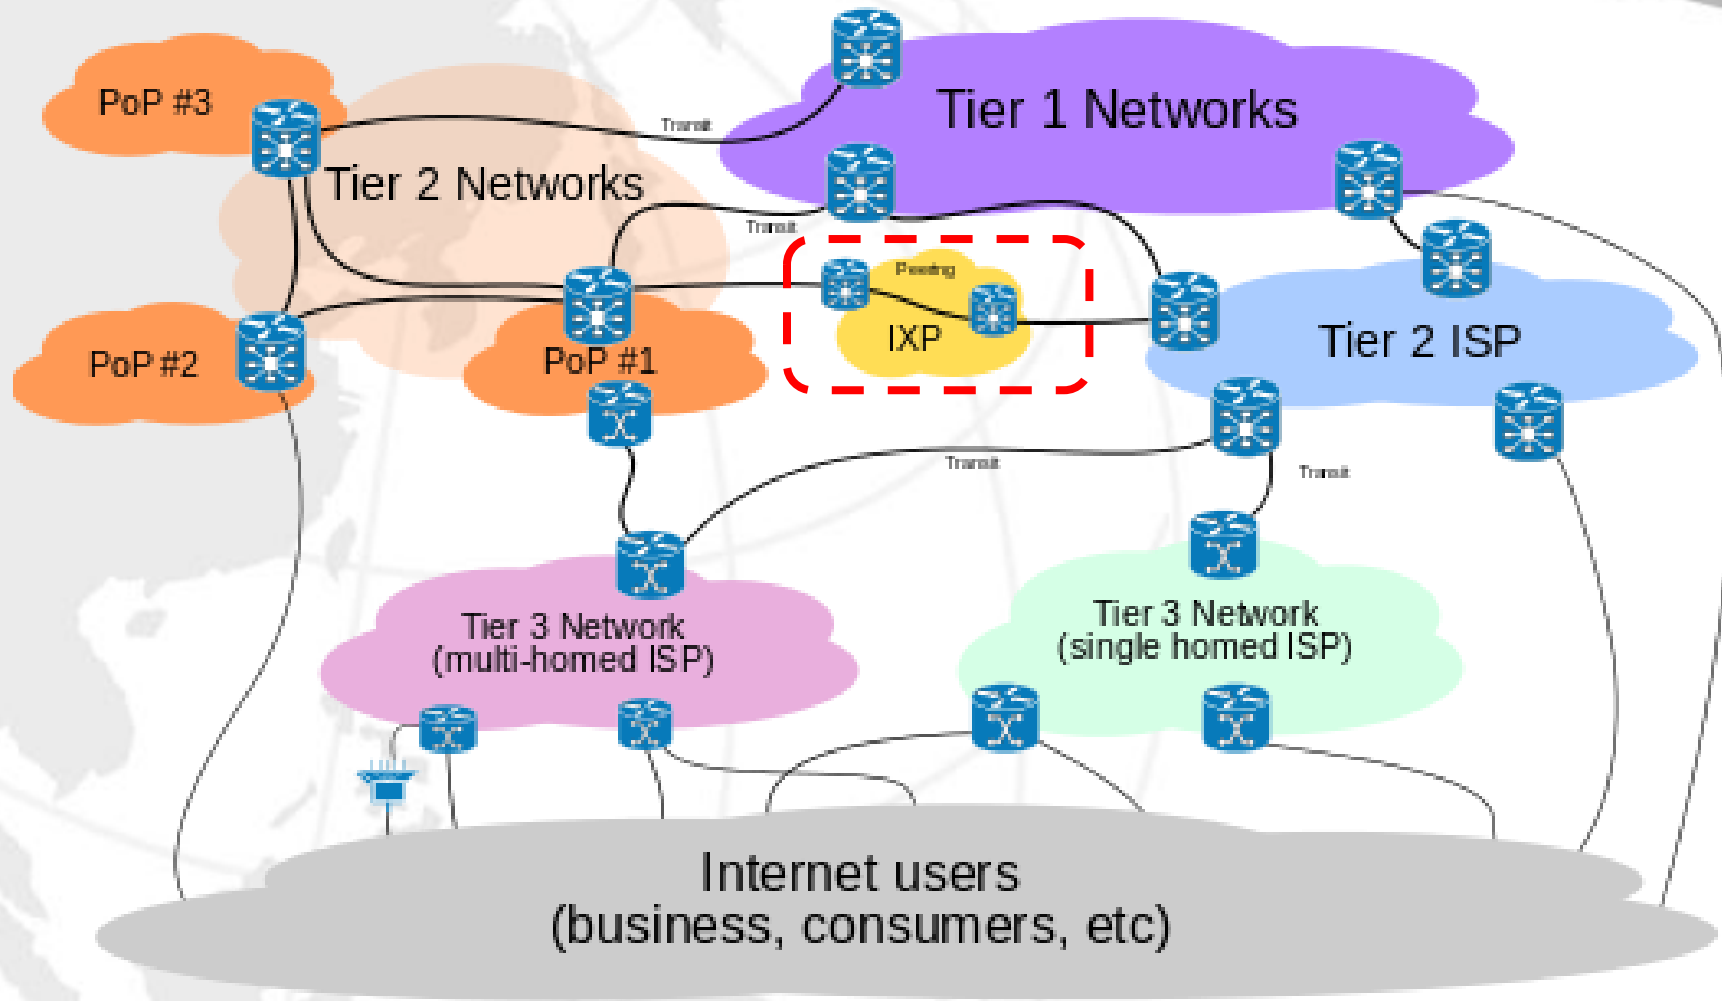 PoP #3
Tier 1 Networks
Transit
Tier 2 Networks
Transit
Peering
IXP
PoP #2
PoP #1
Tier 2 ISP
Transit
Transit
Tier 3 Network
(multi-homed ISP)
Tier 3 Network
(single homed ISP)
Internet users
(business, consumers, etc)